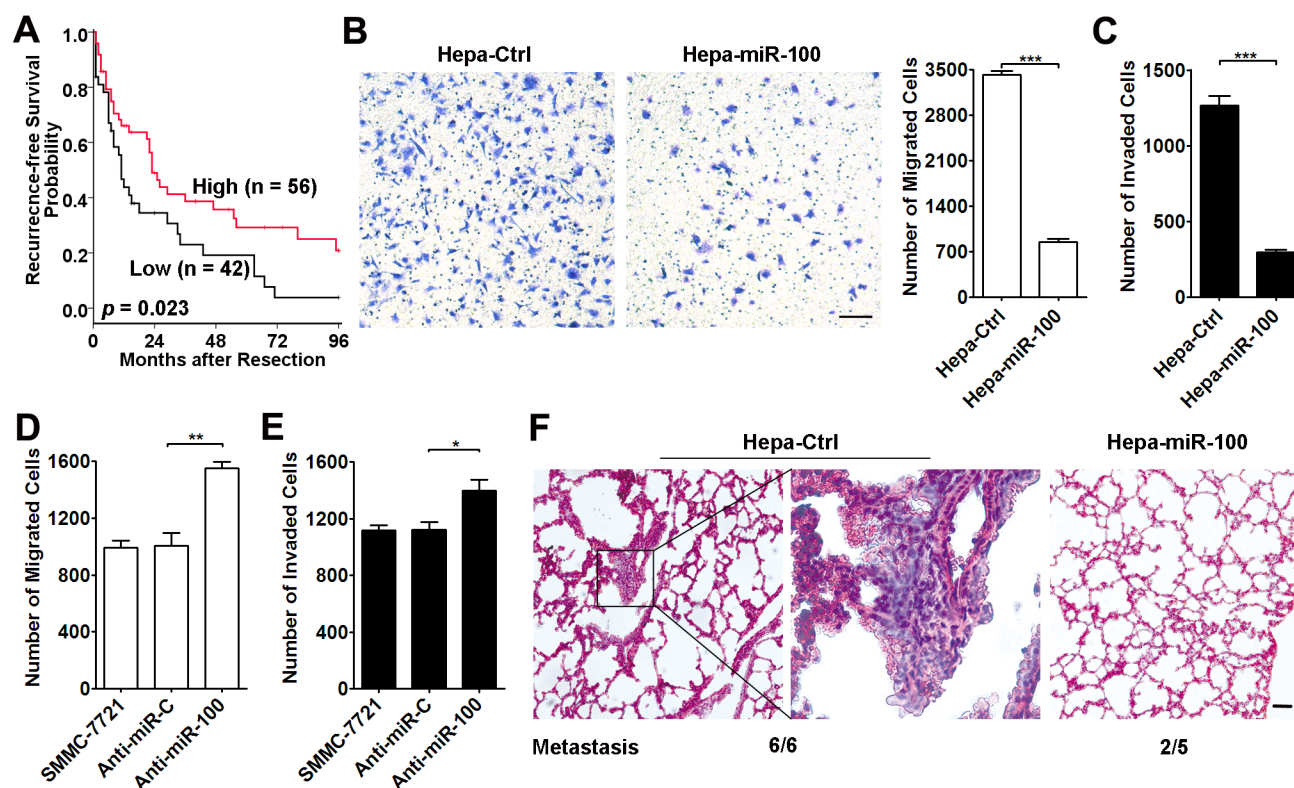 A
Recurrecne-free Survival
Probability
1.0
0.8
0.6
0.4
0.2
0.0
High (n = 56)
Low (n = 42)
p = 0.023
0 24 48 72 96
Months after Resection
B
Hepa-Ctrl Hepa-miR-100
Number of Migrated Cells
3500
2800
2100
1400
700
0
***
Hepa-Ctrl
Hepa-miR-100
C
Number of Invaded Cells
1500
1000
500
0
***
Hepa-Ctrl
Hepa-miR-100
D
Number of Migrated Cells
1600
1200
800
400
0
**
SMMC-7721
Anti-miR-C
Anti-miR-100
E
Number of Invaded Cells
1600
1200
800
400
0
*
SMMC-7721
Anti-miR-C
Anti-miR-100
F
Hepa-Ctrl Hepa-miR-100
Metastasis 6/6 2/5